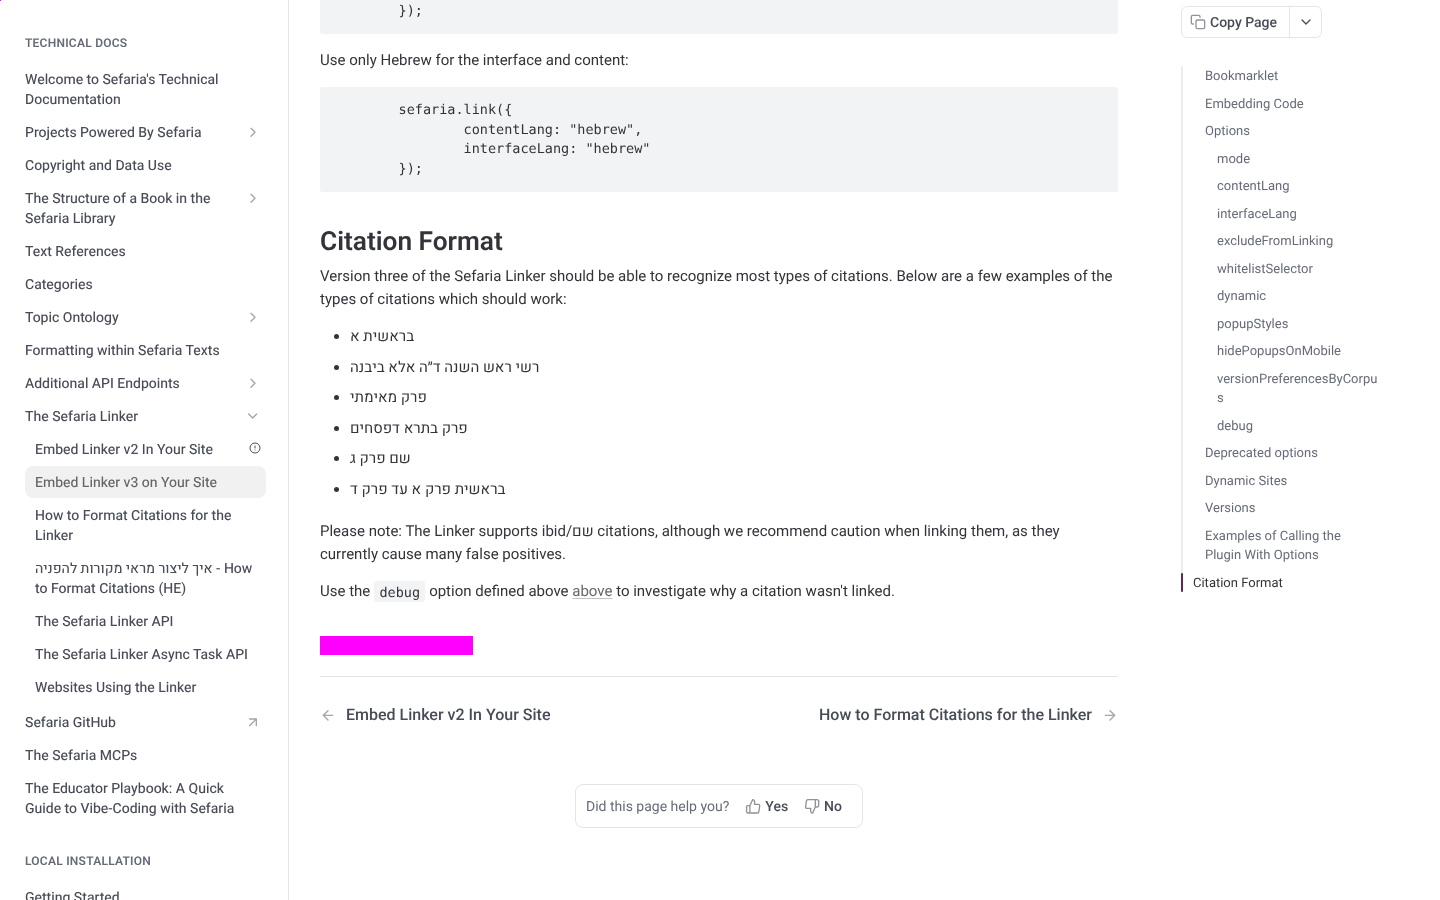 TECHNICAL DOCS
Welcome to Sefaria's Technical
Documentation
Projects Powered By Sefaria
Copyright and Data Use
The Structure of a Book in the
Sefaria Library
Text References
Categories
Topic Ontology
Formatting within Sefaria Texts
Additional API Endpoints
The Sefaria Linker
Embed Linker v2 In Your Site
Embed Linker v3 on Your Site
How to Format Citations for the
Linker
איך ליצור מראי מקורות להפניה - How
to Format Citations (HE)
The Sefaria Linker API
The Sefaria Linker Async Task API
Websites Using the Linker
Sefaria GitHub
The Sefaria MCPs
The Educator Playbook: A Quick
Guide to Vibe-Coding with Sefaria
LOCAL INSTALLATION
Getting Started
});
Use only Hebrew for the interface and content:
sefaria.link({
contentLang: "hebrew",
interfaceLang: "hebrew"
});
Citation Format
Version three of the Sefaria Linker should be able to recognize most types of citations. Below are a few examples of the
types of citations which should work:
בראשית א
רשי ראש השנה ד״ה אלא ביבנה
פרק מאימתי
פרק בתרא דפסחים
שם פרק ג
בראשית פרק א עד פרק ד
Please note: The Linker supports ibid/שם citations, although we recommend caution when linking them, as they
currently cause many false positives.
Use the debug option defined above above to investigate why a citation wasn't linked.
Embed Linker v2 In Your Site
How to Format Citations for the Linker
Did this page help you? Yes No
Copy Page
Bookmarklet
Embedding Code
Options
mode
contentLang
interfaceLang
excludeFromLinking
whitelistSelector
dynamic
popupStyles
hidePopupsOnMobile
versionPreferencesByCorpu
s
debug
Deprecated options
Dynamic Sites
Versions
Examples of Calling the
Plugin With Options
Citation Format